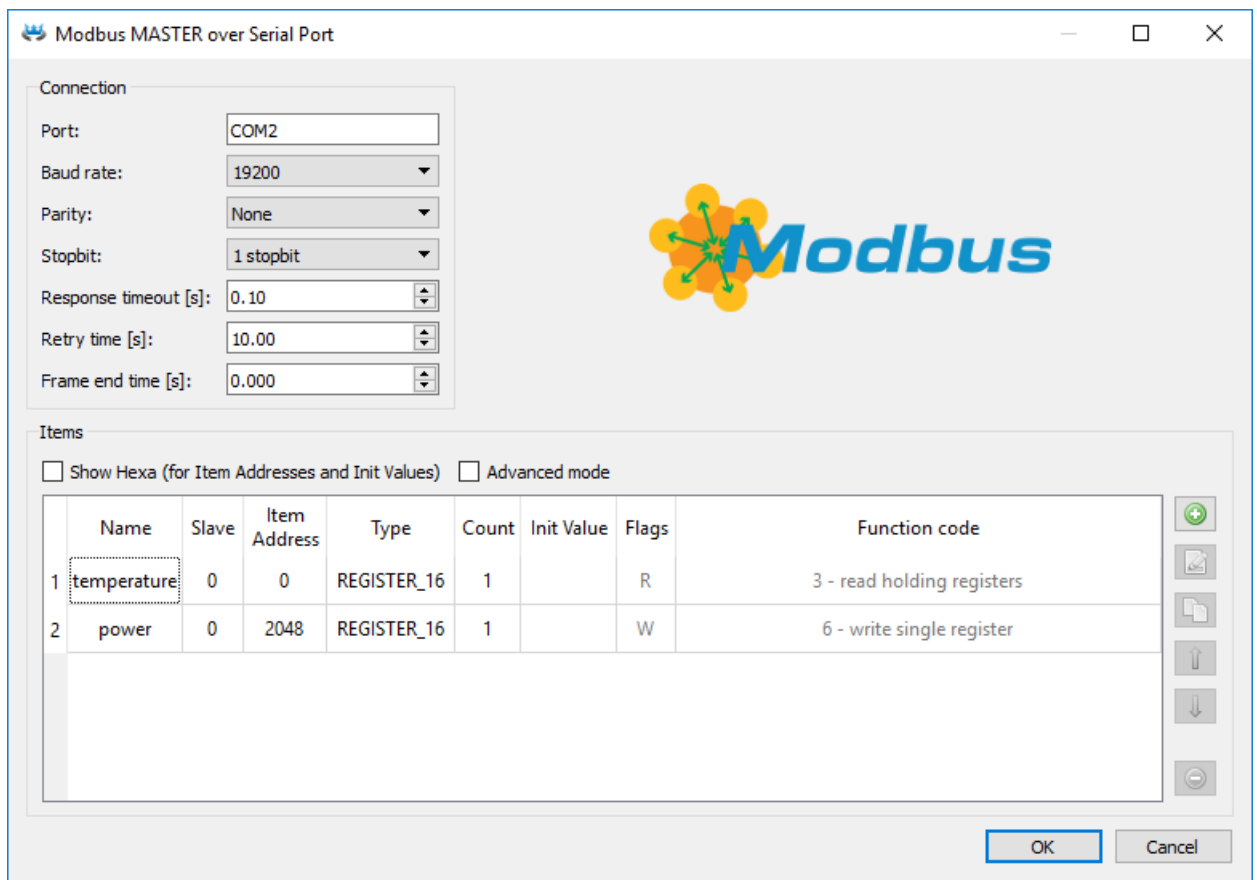 Modbus MASTER over Serial Port
Connection
Port: COM2
Baud rate: 19200
Parity: None
Stopbit: 1 stopbit
Response timeout [s]: 0.10
Retry time [s]: 10.00
Frame end time [s]: 0.000
Modbus
Items
Show Hexa (for Item Addresses and Init Values) Advanced mode
Name Slave Item Address Type Count Init Value Flags Function code
1 temperature 0 0 REGISTER_16 1 R 3 - read holding registers
2 power 0 2048 REGISTER_16 1 W 6 - write single register
OK Cancel